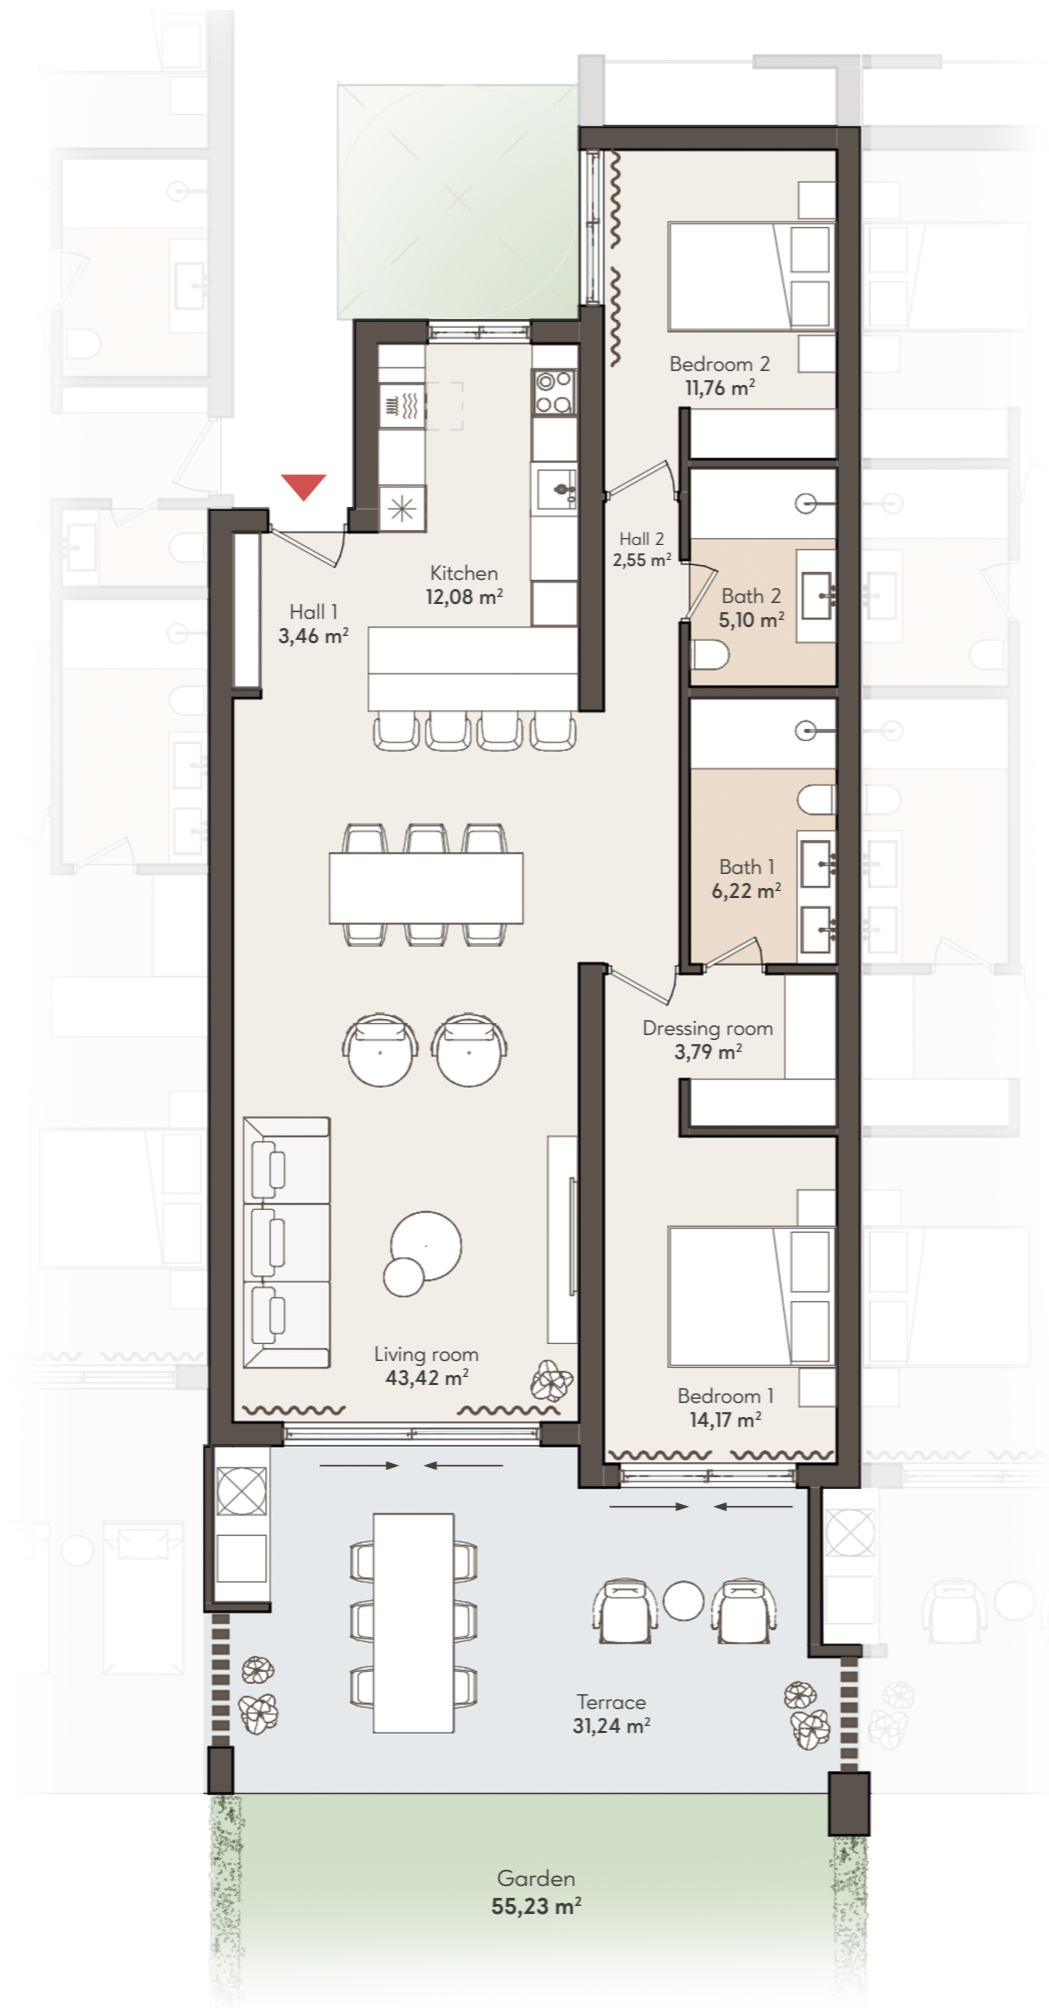 Bedroom 2
11,76 m²
Hall 2
2,55 m²
Kitchen
12,08 m²
Bath 2
5,10 m²
Hall 1
3,46 m²
Bath 1
6,22 m²
Dressing room
3,79 m²
Living room
43,42 m²
Bedroom 1
14,17 m²
Terrace
31,24 m²
Garden
55,23 m²